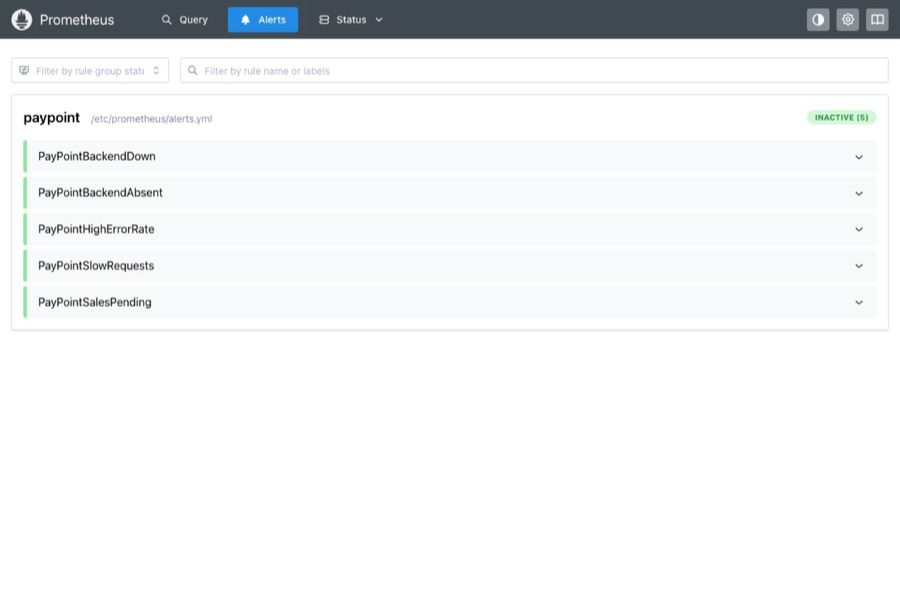 Prometheus Query Alerts Status
Filter by rule group state Filter by rule name or labels
paypoint /etc/prometheus/alerts.yml INACTIVE (5)
PayPointBackendDown
PayPointBackendAbsent
PayPointHighErrorRate
PayPointSlowRequests
PayPointSalesPending